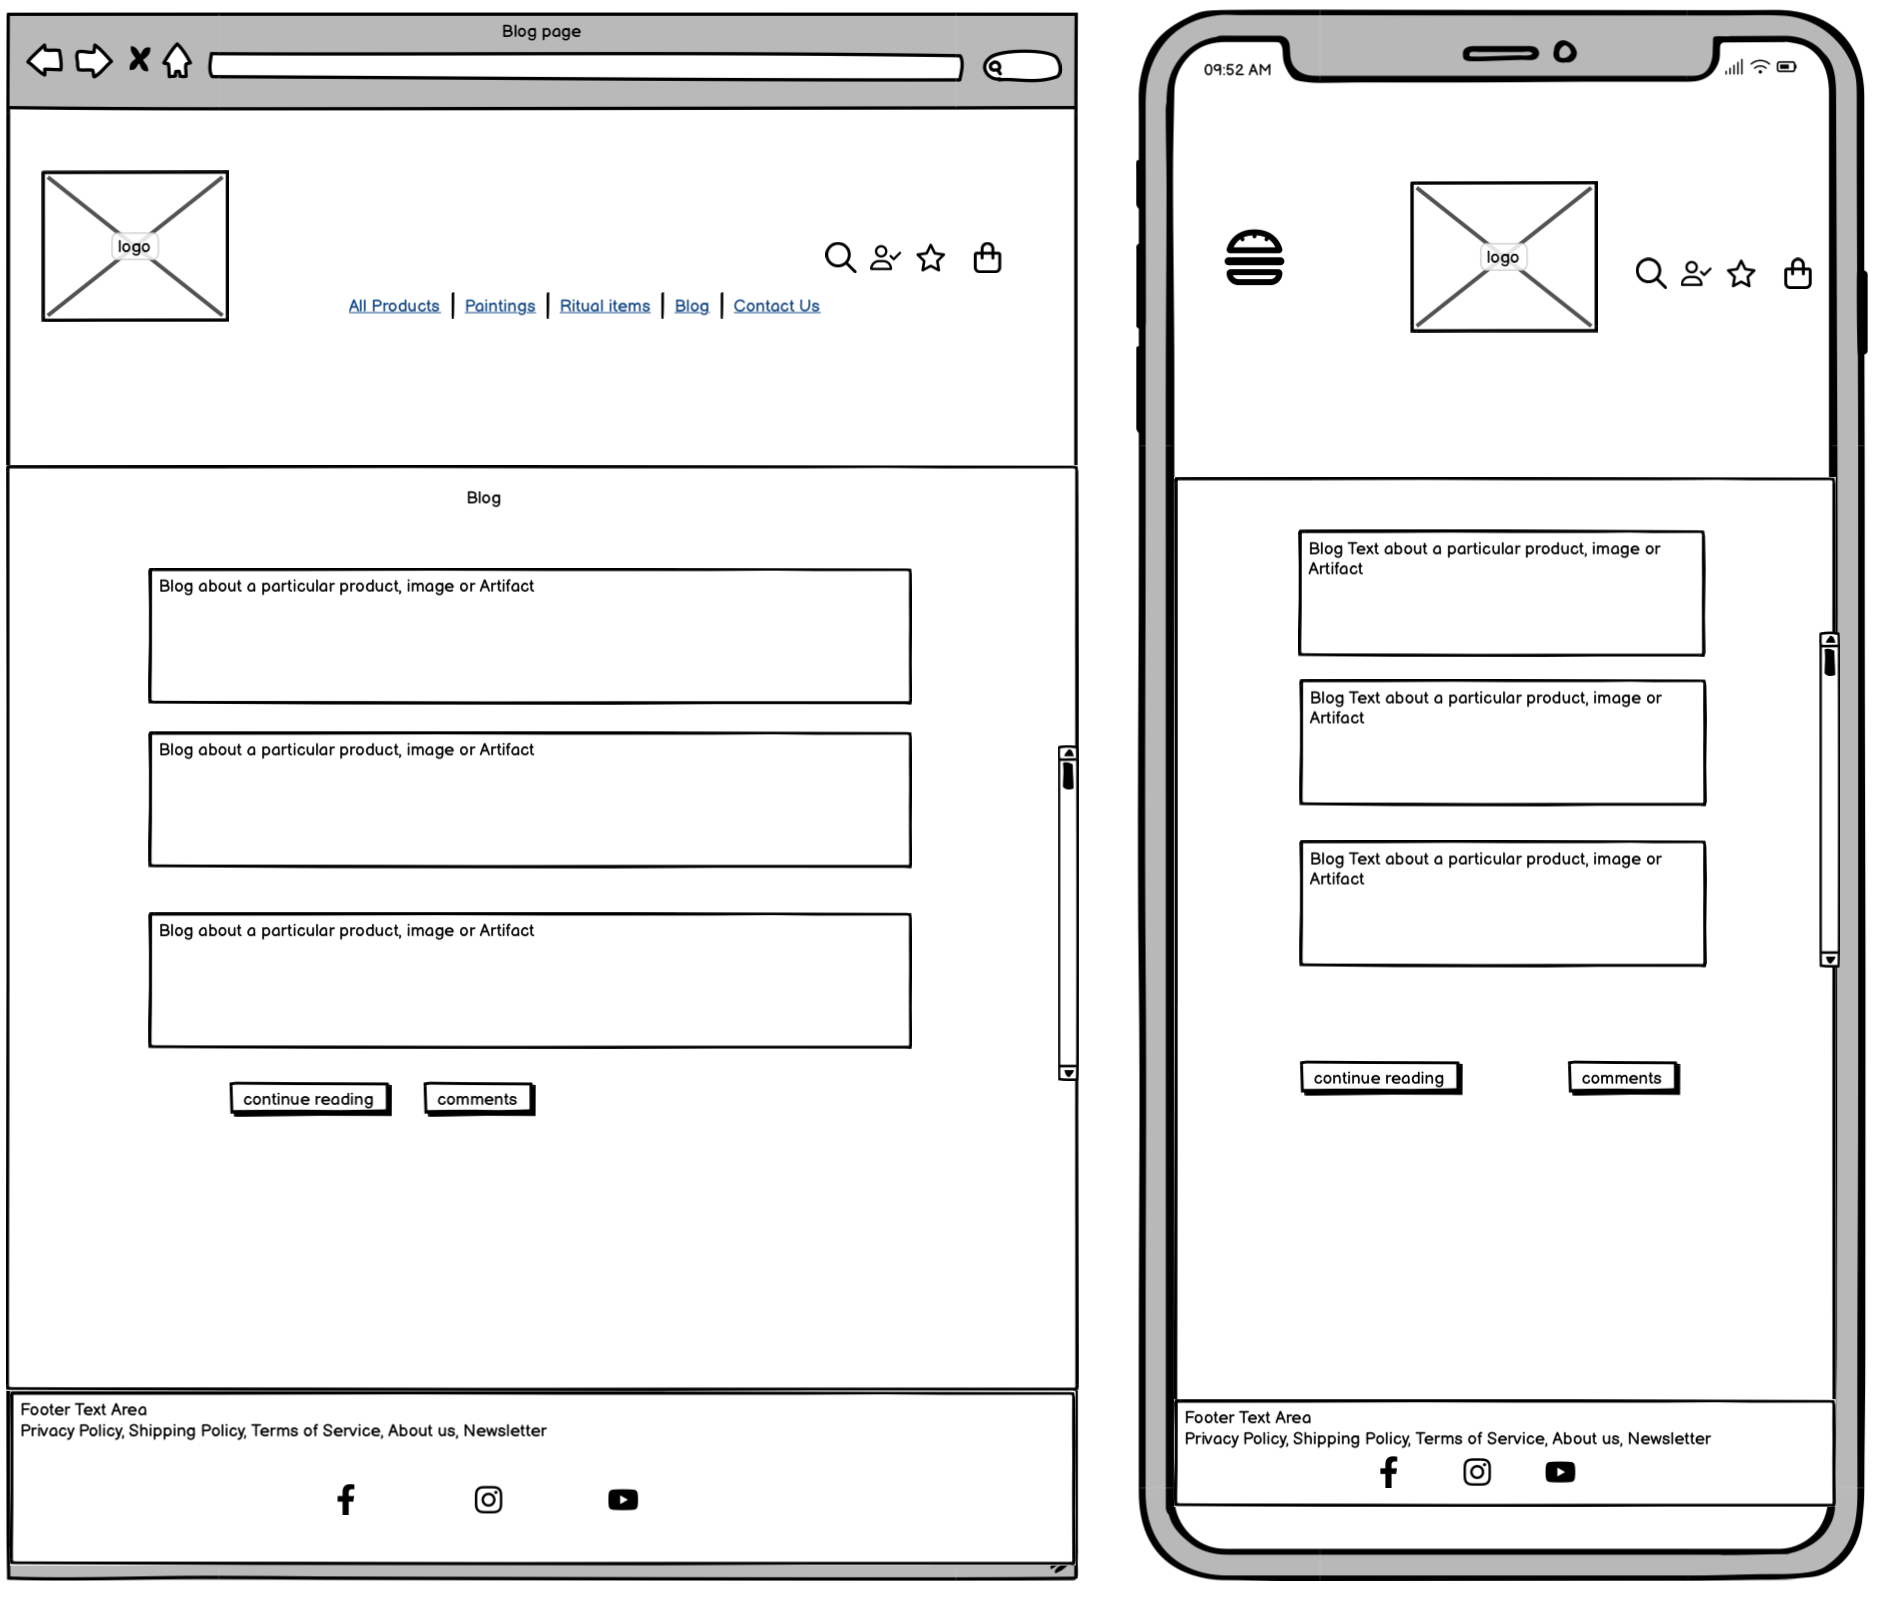 Blog page
logo
All Products | Paintings | Ritual items | Blog | Contact Us
Blog
Blog about a particular product, image or Artifact
Blog about a particular product, image or Artifact
Blog about a particular product, image or Artifact
continue reading
comments
Footer Text Area
Privacy Policy, Shipping Policy, Terms of Service, About us, Newsletter
09:52 AM
logo
Blog Text about a particular product, image or
Artifact
Blog Text about a particular product, image or
Artifact
Blog Text about a particular product, image or
Artifact
continue reading
comments
Footer Text Area
Privacy Policy, Shipping Policy, Terms of Service, About us, Newsletter